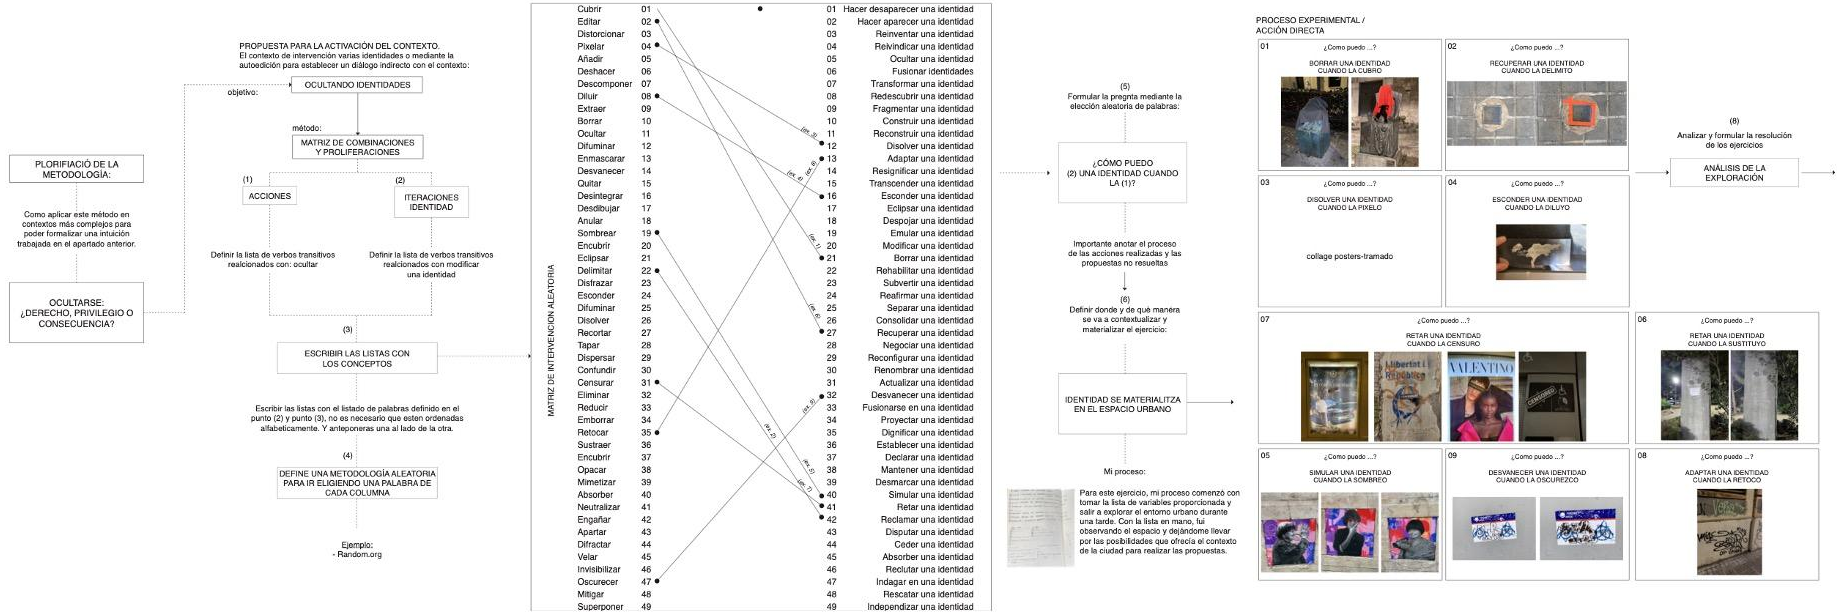 PLORIFIACIÓ DE LA
METODOLOGÍA:
Como aplicar este método en
contextos más complejos para
poder formalizar una intuición
trabajada en el apartado anterior.
OCULTARSE:
¿DERECHO, PRIVILEGIO O
CONSECUENCIA?
PROPUESTA PARA LA ACTIVACIÓN DEL CONTEXTO.
El contexto de intervención varias identidades o mediante la
autoedición para establecer un diálogo indirecto con el contexto:
objetivo:
OCULTANDO IDENTIDADES
método:
MATRIZ DE COMBINACIONES
Y PROLIFERACIONES
(1)
ACCIONES
(2)
ITERACIONES
IDENTIDAD
Definir la lista de verbos transitivos
realcionados con: ocultar
Definir la lista de verbos transitivos
realcionados con modificar
una identidad
(3)
ESCRIBIR LAS LISTAS CON
LOS CONCEPTOS
Escribir las listas con el listado de palabras definido en el
punto (2) y punto (3), no es necesario que esten ordenadas
alfabeticamente. Y anteponeras una al lado de la otra.
(4)
DEFINE UNA METODOLOGÍA ALEATORIA
PARA IR ELIGIENDO UNA PALABRA DE
CADA COLUMNA
Ejemplo:
- Random.org
MATRIZ DE INTERVENCION ALEATORIA
Cubrir 01
Editar 02
Distorcionar 03
Pixelar 04
Añadir 05
Deshacer 06
Descomponer 07
Diluir 08
Extraer 09
Borrar 10
Ocultar 11
Difuminar 12
Enmascarar 13
Desvanecer 14
Quitar 15
Desintegrar 16
Desdibujar 17
Anular 18
Sombrear 19
Encubrir 20
Eclipsar 21
Delimitar 22
Disfrazar 23
Esconder 24
Difuminar 25
Disolver 26
Recortar 27
Tapar 28
Dispersar 29
Confundir 30
Censurar 31
Eliminar 32
Reducir 33
Emborrar 34
Retocar 35
Sustraer 36
Encubrir 37
Opacar 38
Mimetizar 39
Absorber 40
Neutralizar 41
Engañar 42
Apartar 43
Difractar 44
Velar 45
Invisibilizar 46
Oscurecer 47
Mitigar 48
Superponer 49
(ex. 3)
(ex. 8)
(ex. 4)
(ex. 1)
(ex. 6)
(ex. 9)
(ex. 2)
(ex. 5)
(ex. 7)
01 Hacer desaparecer una identidad
02 Hacer aparecer una identidad
03 Reinventar una identidad
04 Reivindicar una identidad
05 Ocultar una identidad
06 Fusionar identidades
07 Transformar una identidad
08 Redescubrir una identidad
09 Fragmentar una identidad
10 Construir una identidad
11 Reconstruir una identidad
12 Disolver una identidad
13 Adaptar una identidad
14 Resignificar una identidad
15 Transcender una identidad
16 Esconder una identidad
17 Eclipsar una identidad
18 Despojar una identidad
19 Emular una identidad
20 Modificar una identidad
21 Borrar una identidad
22 Rehabilitar una identidad
23 Subvertir una identidad
24 Reafirmar una identidad
25 Separar una identidad
26 Consolidar una identidad
27 Recuperar una identidad
28 Negociar una identidad
29 Reconfigurar una identidad
30 Renombrar una identidad
31 Actualizar una identidad
32 Desvanecer una identidad
33 Fusionarse en una identidad
34 Proyectar una identidad
35 Dignificar una identidad
36 Establecer una identidad
37 Declarar una identidad
38 Mantener una identidad
39 Desmarcar una identidad
40 Simular una identidad
41 Retar una identidad
42 Reclamar una identidad
43 Disputar una identidad
44 Ceder una identidad
45 Absorber una identidad
46 Reclutar una identidad
47 Indagar en una identidad
48 Rescatar una identidad
49 Independizar una identidad
(5)
Formular la pregnta mediante la
elección aleatoria de palabras:
¿CÓMO PUEDO
(2) UNA IDENTIDAD CUANDO
LA (1)?
Importante anotar el proceso
de las acciones realizadas y las
propuestas no resueltas
(6)
Definir donde y de qué manera
se va a contextualizar y
materializar el ejercicio:
IDENTIDAD SE MATERIALITZA
EN EL ESPACIO URBANO
Mi proceso:
Para este ejercicio, mi proceso comenzó con
tomar la lista de variables proporcionada y
salir a explorar el entorno urbano durante
una tarde. Con la lista en mano, fui
observando el espacio y dejándome llevar
por las posibilidades que ofrecía el contexto
de la ciudad para realizar las propuestas.
PROCESO EXPERIMENTAL /
ACCIÓN DIRECTA
01 ¿Como puedo ...?
BORRAR UNA IDENTIDAD
CUANDO LA CUBRO
02 ¿Como puedo ...?
RECUPERAR UNA IDENTIDAD
CUANDO LA DELIMITO
03 ¿Como puedo ...?
DISOLVER UNA IDENTIDAD
CUANDO LA PIXELO
collage posters-tramado
04 ¿Como puedo ...?
ESCONDER UNA IDENTIDAD
CUANDO LA DILUYO
07 ¿Como puedo ...?
RETAR UNA IDENTIDAD
CUANDO LA CENSURO
Llibertat i
República
VALENTINO
CENSORED
06 ¿Como puedo ...?
RETAR UNA IDENTIDAD
CUANDO LA SUSTITUYO
05 ¿Como puedo ...?
SIMULAR UNA IDENTIDAD
CUANDO LA SOMBREO
09 ¿Como puedo ...?
DESVANECER UNA IDENTIDAD
CUANDO LA OSCUREZCO
08 ¿Como puedo ...?
ADAPTAR UNA IDENTIDAD
CUANDO LA RETOCO
(8)
Analizar y formular la resolución
de los ejercicios
ANÁLISIS DE LA
EXPLORACIÓN